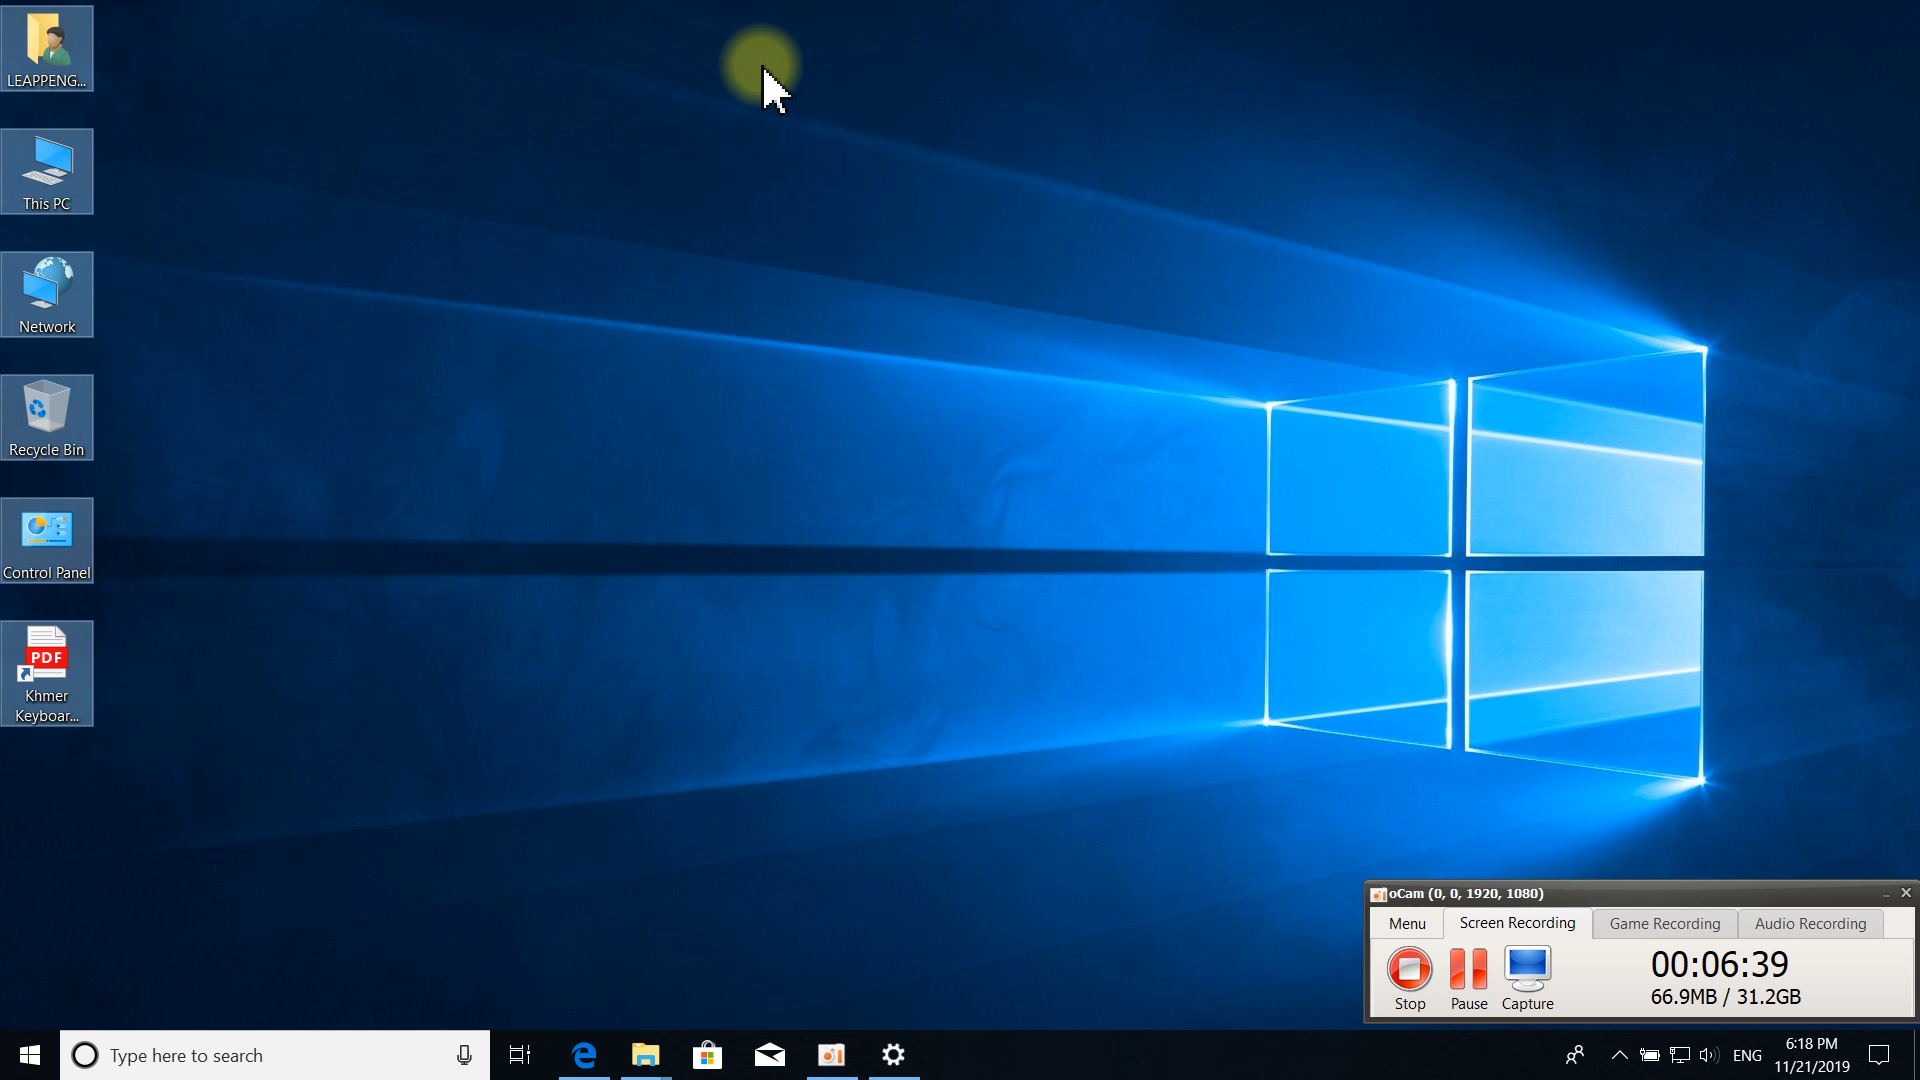 LEAPPENG...
This PC
Network
Recycle Bin
Control Panel
PDF
Khmer
Keyboar...
oCam (0, 0, 1920, 1080)
Menu
Screen Recording
Game Recording
Audio Recording
00:06:39
66.9MB / 31.2GB
Stop
Pause
Capture
Type here to search
ENG
6:18 PM
11/21/2019